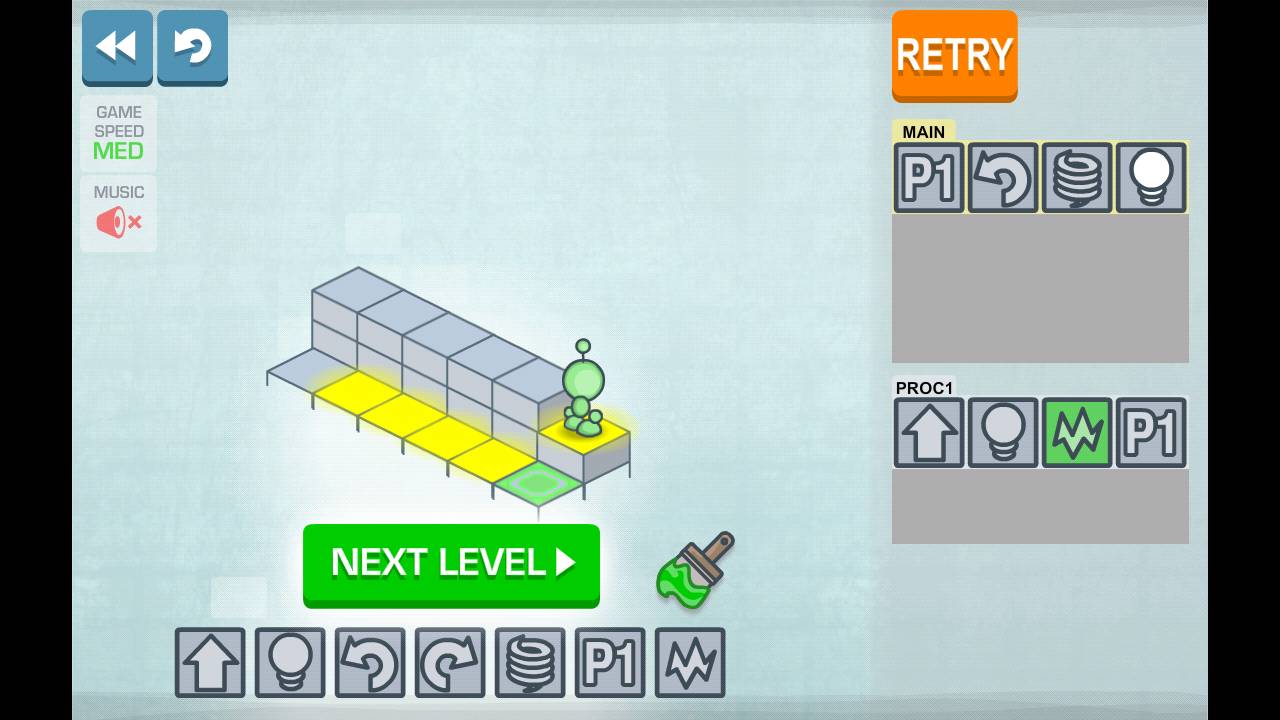 RETRY
GAME
SPEED
MED
MUSIC
MAIN
P1
PROC1
P1
NEXT LEVEL
P1